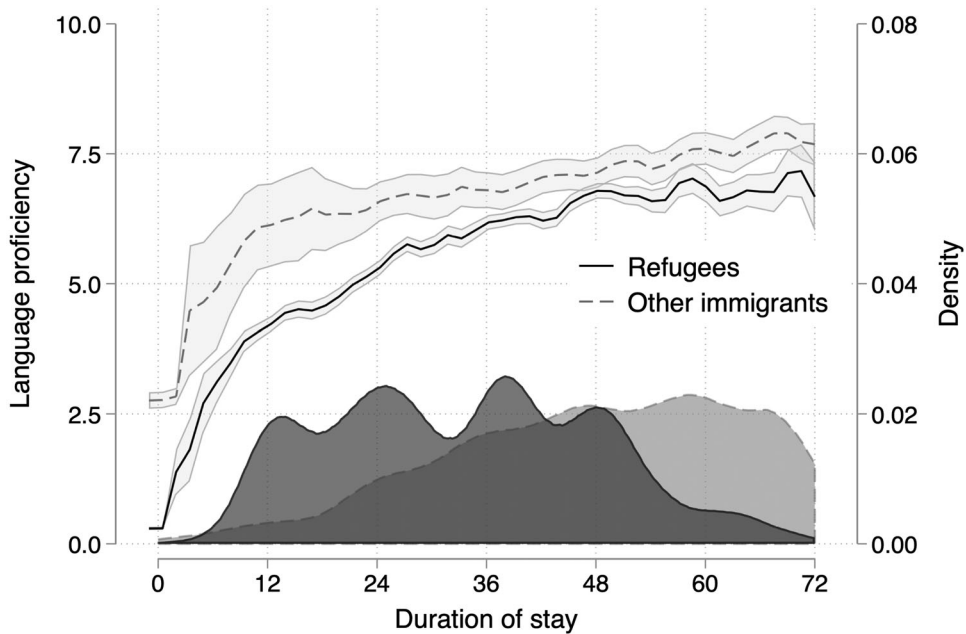 10.0
7.5
5.0
2.5
0.0
Language proficiency
0.08
0.06
0.04
0.02
0.00
Density
Refugees
Other immigrants
0 12 24 36 48 60 72
Duration of stay